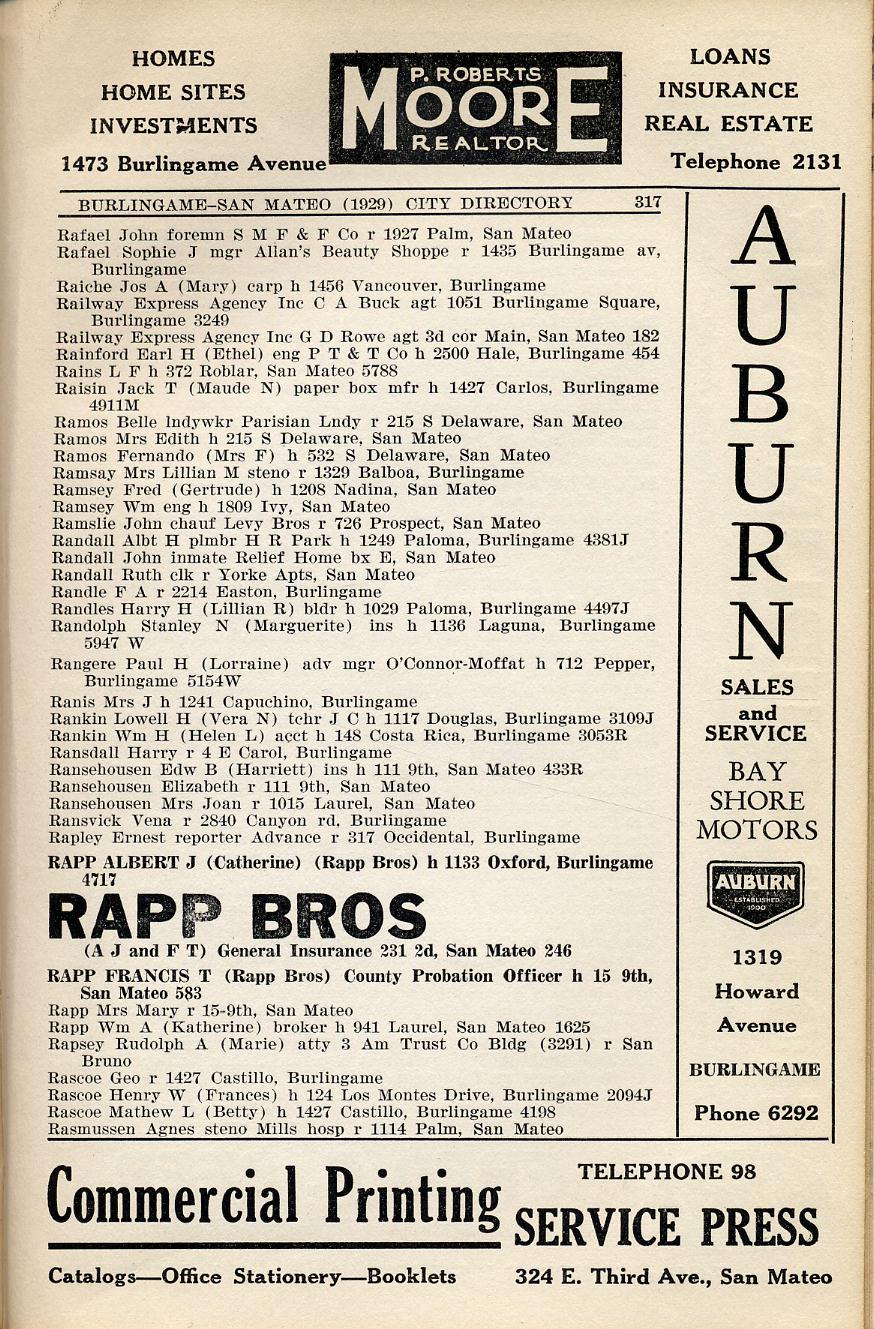 HOMES
HOME SITES
INVESTMENTS
1473 Burlingame Avenue
P. ROBERTS
MOORE
REALTOR
LOANS
INSURANCE
REAL ESTATE
Telephone 2131
BURLINGAME-SAN MATEO (1929) CITY DIRECTORY 317
Rafael John foremn S M F & F Co r 1927 Palm, San Mateo
Rafael Sophie J mgr Allan's Beauty Shoppe r 1435 Burlingame av,
Burlingame
Raiche Jos A (Mary) carp h 1456 Vancouver, Burlingame
Railway Express Agency Inc C A Buck agt 1051 Burlingame Square,
Burlingame 3249
Railway Express Agency Inc G D Rowe agt 3d cor Main, San Mateo 182
Rainford Earl H (Ethel) eng P T & T Co h 2500 Hale, Burlingame 454
Rains L F h 372 Roblar, San Mateo 5788
Raisin Jack T (Maude N) paper box mfr h 1427 Carlos, Burlingame
4911M
Ramos Belle lndywkr Parisian Lndy r 215 S Delaware, San Mateo
Ramos Mrs Edith h 215 S Delaware, San Mateo
Ramos Fernando (Mrs F) h 532 S Delaware, San Mateo
Ramsay Mrs Lillian M steno r 1329 Balboa, Burlingame
Ramsey Fred (Gertrude) h 1208 Nadina, San Mateo
Ramsey Wm eng h 1809 Ivy, San Mateo
Ramslie John chauf Levy Bros r 726 Prospect, San Mateo
Randall Albt H plmbr H R Park h 1249 Paloma, Burlingame 4381J
Randall John inmate Relief Home bx E, San Mateo
Randall Ruth clk r Yorke Apts, San Mateo
Randle F A r 2214 Easton, Burlingame
Randles Harry H (Lillian R) bldr h 1029 Paloma, Burlingame 4497J
Randolph Stanley N (Marguerite) ins h 1136 Laguna, Burlingame
5947 W
Rangere Paul H (Lorraine) adv mgr O'Connor-Moffat h 712 Pepper,
Burlingame 5154W
Ranis Mrs J h 1241 Capuchino, Burlingame
Rankin Lowell H (Vera N) tchr J C h 1117 Douglas, Burlingame 3109J
Rankin Wm H (Helen L) acct h 148 Costa Rica, Burlingame 3053R
Ransdall Harry r 4 E Carol, Burlingame
Ransehousen Edw B (Harriett) ins h 111 9th, San Mateo 433R
Ransehousen Elizabeth r 111 9th, San Mateo
Ransehousen Mrs Joan r 1015 Laurel, San Mateo
Ransvick Vena r 2840 Canyon rd, Burlingame
Rapley Ernest reporter Advance r 317 Occidental, Burlingame
RAPP ALBERT J (Catherine) (Rapp Bros) h 1133 Oxford, Burlingame
4717
RAPP BROS
(A J and F T) General Insurance 231 2d, San Mateo 246
RAPP FRANCIS T (Rapp Bros) County Probation Officer h 15 9th,
San Mateo 583
Rapp Mrs Mary r 15-9th, San Mateo
Rapp Wm A (Katherine) broker h 941 Laurel, San Mateo 1625
Rapsey Rudolph A (Marie) atty 3 Am Trust Co Bldg (3291) r San
Bruno
Rascoe Geo r 1427 Castillo, Burlingame
Rascoe Henry W (Frances) h 124 Los Montes Drive, Burlingame 2094J
Rascoe Mathew L (Betty) h 1427 Castillo, Burlingame 4198
Rasmussen Agnes steno Mills hosp r 1114 Palm, San Mateo
AUBURN
SALES
and
SERVICE
BAY
SHORE
MOTORS
AUBURN
ESTABLISHED
1900
1319
Howard
Avenue
BURLINGAME
Phone 6292
Commercial Printing
Catalogs—Office Stationery—Booklets
TELEPHONE 98
SERVICE PRESS
324 E. Third Ave., San Mateo